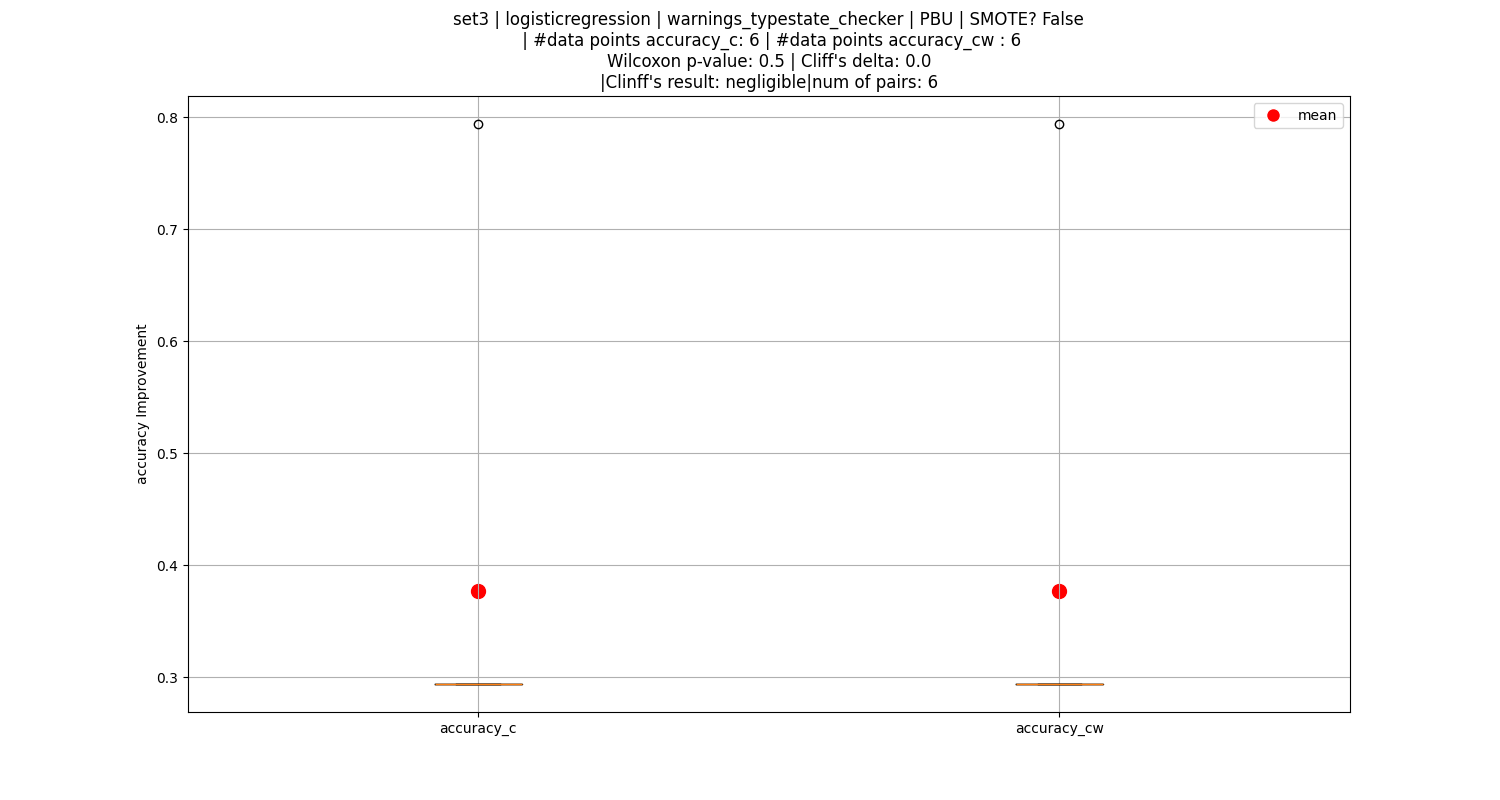 set3 | logisticregression | warnings_typestate_checker | PBU | SMOTE? False
| #data points accuracy_c: 6 | #data points accuracy_cw : 6
Wilcoxon p-value: 0.5 | Cliff's delta: 0.0
|Clinff's result: negligible|num of pairs: 6
mean
0.8
0.7
0.6
0.5
0.4
0.3
accuracy Improvement
accuracy_c
accuracy_cw